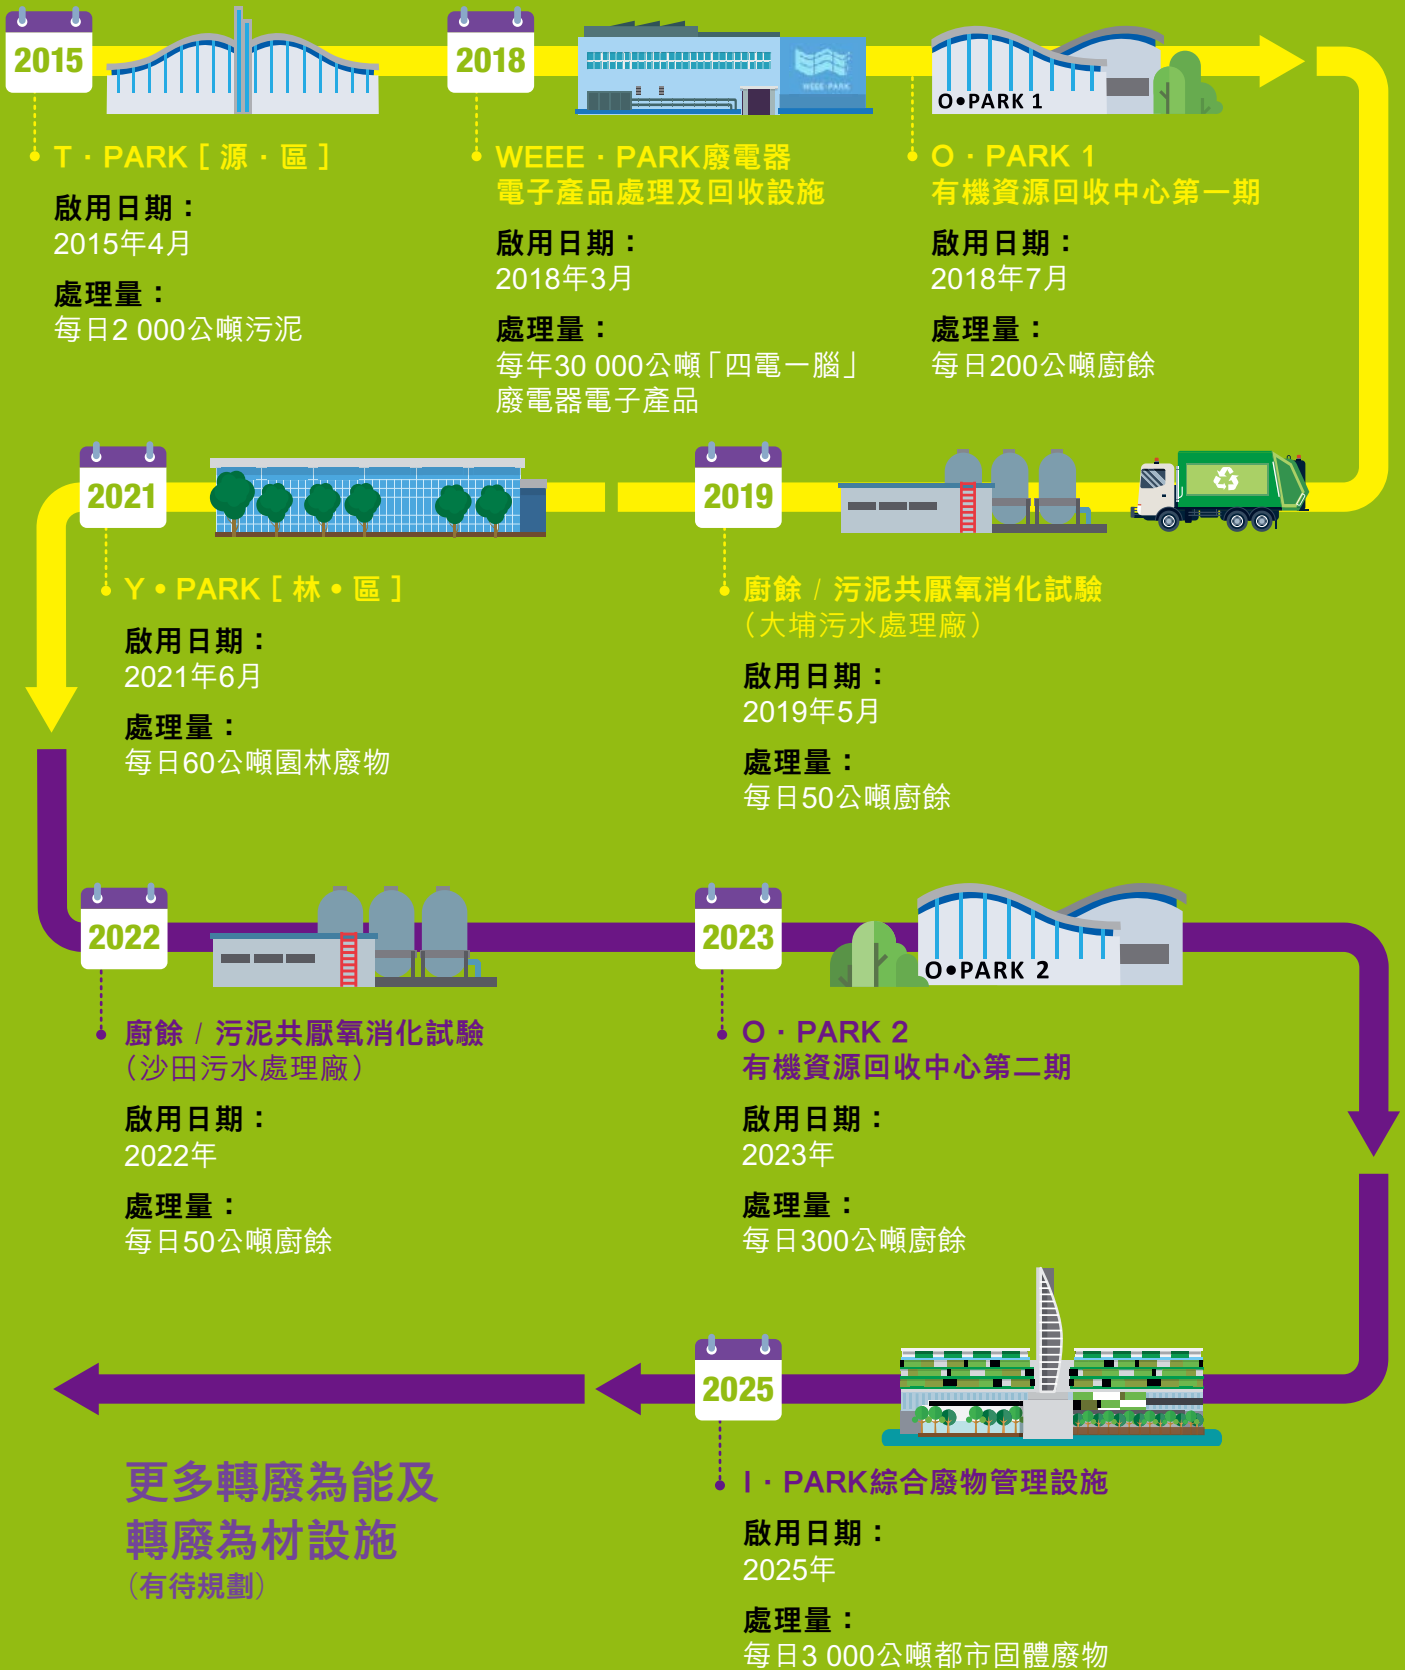 2015
T · PARK [ 源 · 區 ]
啟用日期：
2015年4月
處理量：
每日2 000公噸污泥
2018
WEEE · PARK
WEEE · PARK廢電器
電子產品處理及回收設施
啟用日期：
2018年3月
處理量：
每年30 000公噸「四電一腦」
廢電器電子產品
O•PARK 1
O · PARK 1
有機資源回收中心第一期
啟用日期：
2018年7月
處理量：
每日200公噸廚餘
2019
廚餘 / 污泥共厭氧消化試驗
（大埔污水處理廠）
啟用日期：
2019年5月
處理量：
每日50公噸廚餘
2021
Y • PARK [ 林 • 區 ]
啟用日期：
2021年6月
處理量：
每日60公噸園林廢物
2022
廚餘 / 污泥共厭氧消化試驗
（沙田污水處理廠）
啟用日期：
2022年
處理量：
每日50公噸廚餘
2023
O•PARK 2
O · PARK 2
有機資源回收中心第二期
啟用日期：
2023年
處理量：
每日300公噸廚餘
2025
I · PARK綜合廢物管理設施
啟用日期：
2025年
處理量：
每日3 000公噸都市固體廢物
更多轉廢為能及
轉廢為材設施
（有待規劃）